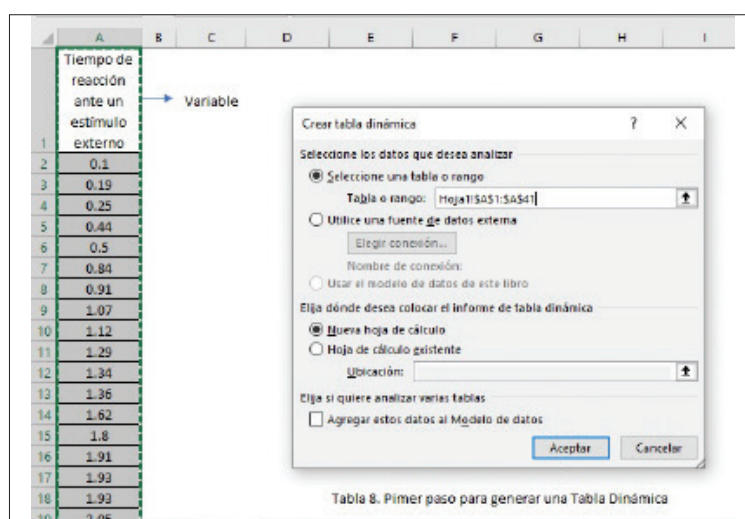 A B C D E F G H I
1 Tiempo de
reacción
ante un
estímulo
externo
Variable
2 0.1
3 0.19
4 0.25
5 0.44
6 0.5
7 0.84
8 0.91
9 1.07
10 1.12
11 1.29
12 1.34
13 1.36
14 1.62
15 1.8
16 1.91
17 1.93
18 1.93
19 2.05
Crear tabla dinámica ? ×
Seleccione los datos que desea analizar
Seleccione una tabla o rango
Tabla o rango: Hoja1!$A$1:$A$41
Utilice una fuente de datos externa
Elegir conexión...
Nombre de conexión:
Usar el modelo de datos de este libro
Elija dónde desea colocar el informe de tabla dinámica
Nueva hoja de cálculo
Hoja de cálculo existente
Ubicación:
Elija si quiere analizar varias tablas
Agregar estos datos al Modelo de datos
Aceptar Cancelar
Tabla 8. Pimer paso para generar una Tabla Dinámica